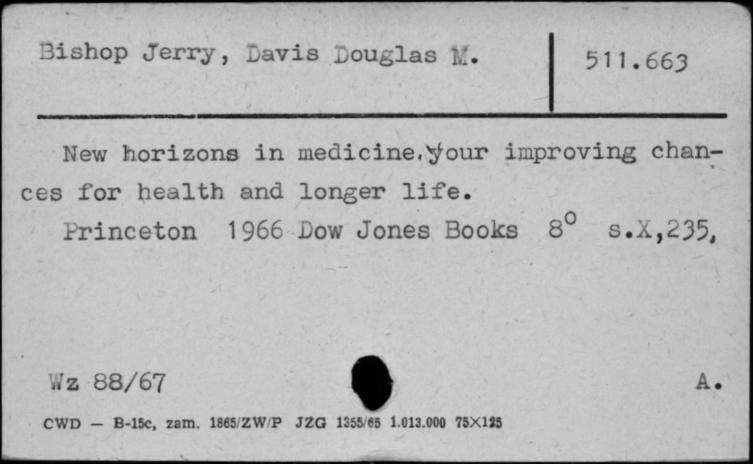 Bishop Jerry, Davis Douglas M.
511.663
New horizons in medicine.your improving chan-
ces for health and longer life.
Princeton 1966 Dow Jones Books 8° s.X,235,
Wz 88/67
A.
CWD — B-15c, zam. 1865/ZW/P JZG 1355/65 1.013.000 75X125